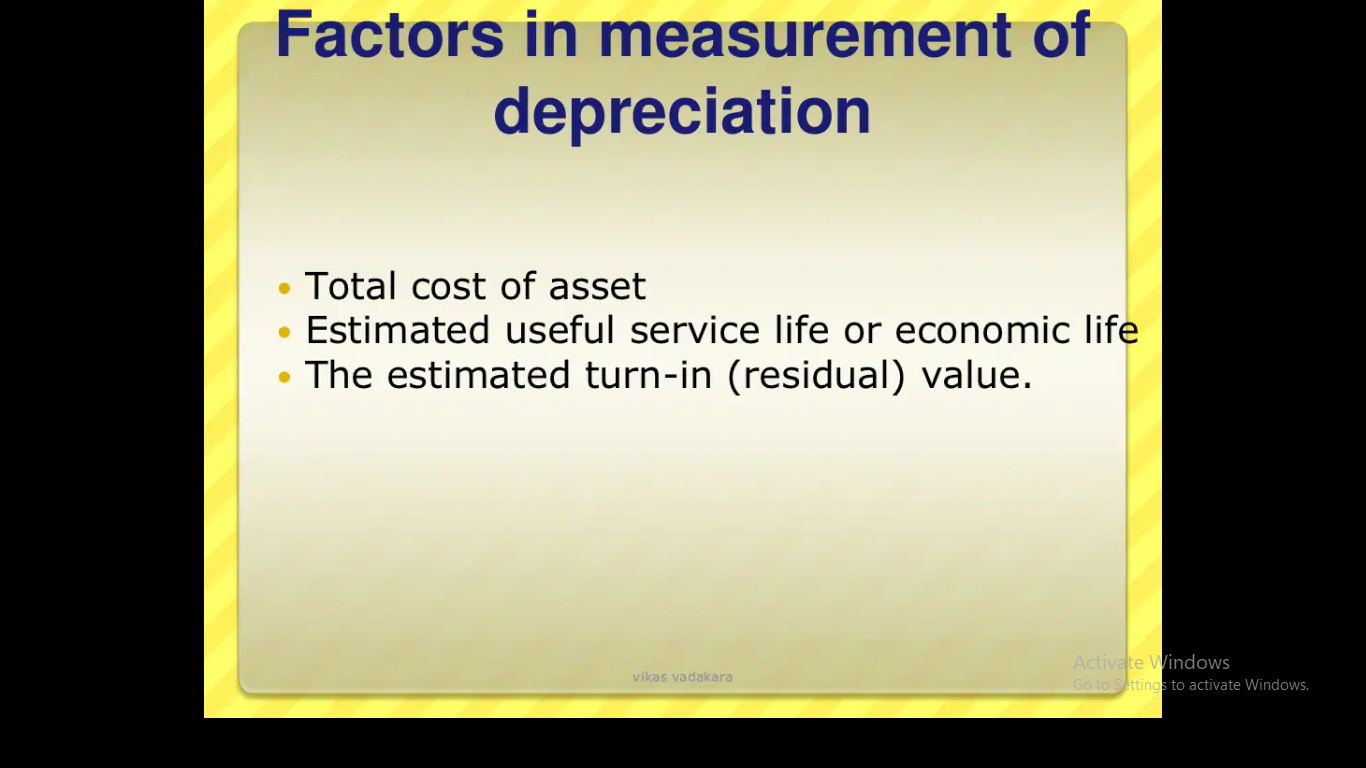 Factors in measurement of
depreciation
• Total cost of asset
• Estimated useful service life or economic life
• The estimated turn-in (residual) value.
vikas vadakara
Activate Windows
Go to Settings to activate Windows.